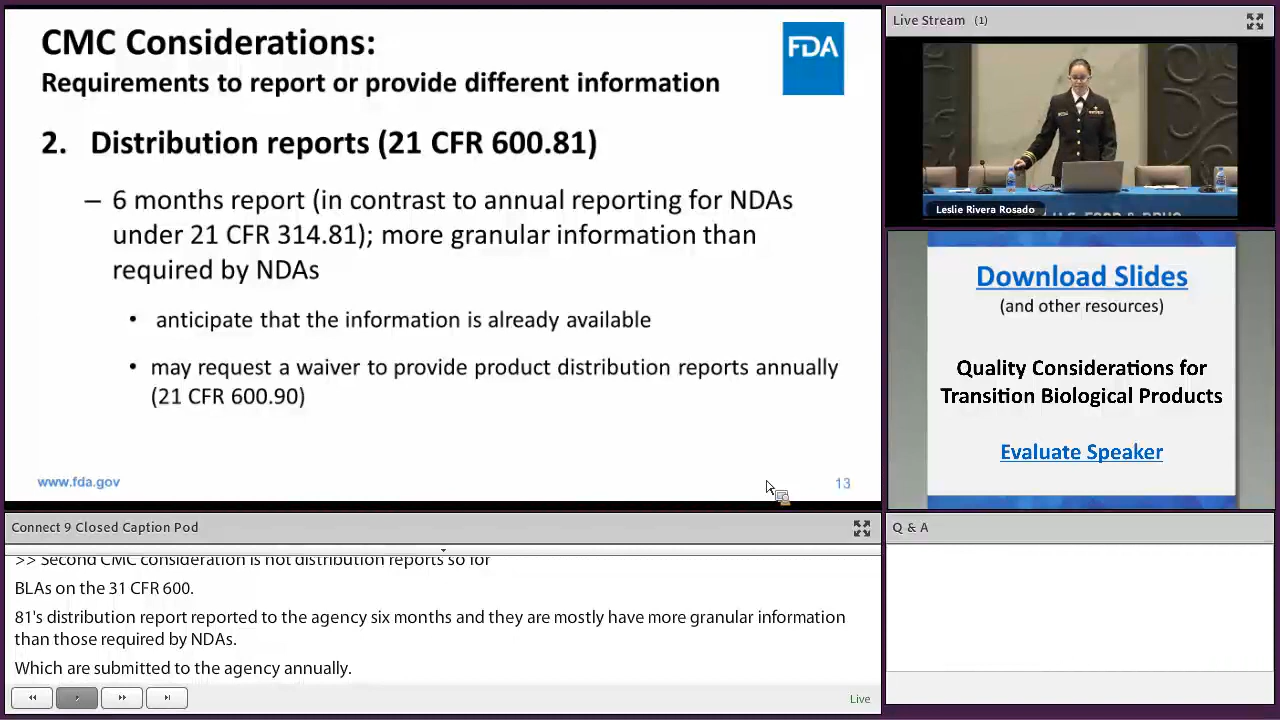 CMC Considerations:
Requirements to report or provide different information
FDA
2. Distribution reports (21 CFR 600.81)
– 6 months report (in contrast to annual reporting for NDAs
under 21 CFR 314.81); more granular information than
required by NDAs
• anticipate that the information is already available
• may request a waiver to provide product distribution reports annually
(21 CFR 600.90)
www.fda.gov
13
Live Stream (1)
Leslie Rivera Rosado
Download Slides
(and other resources)
Quality Considerations for
Transition Biological Products
Evaluate Speaker
Connect 9 Closed Caption Pod
>> Second CMC consideration is not distribution reports so for
BLAs on the 31 CFR 600.
81's distribution report reported to the agency six months and they are mostly have more granular information
than those required by NDAs.
Which are submitted to the agency annually.
Live
Q & A